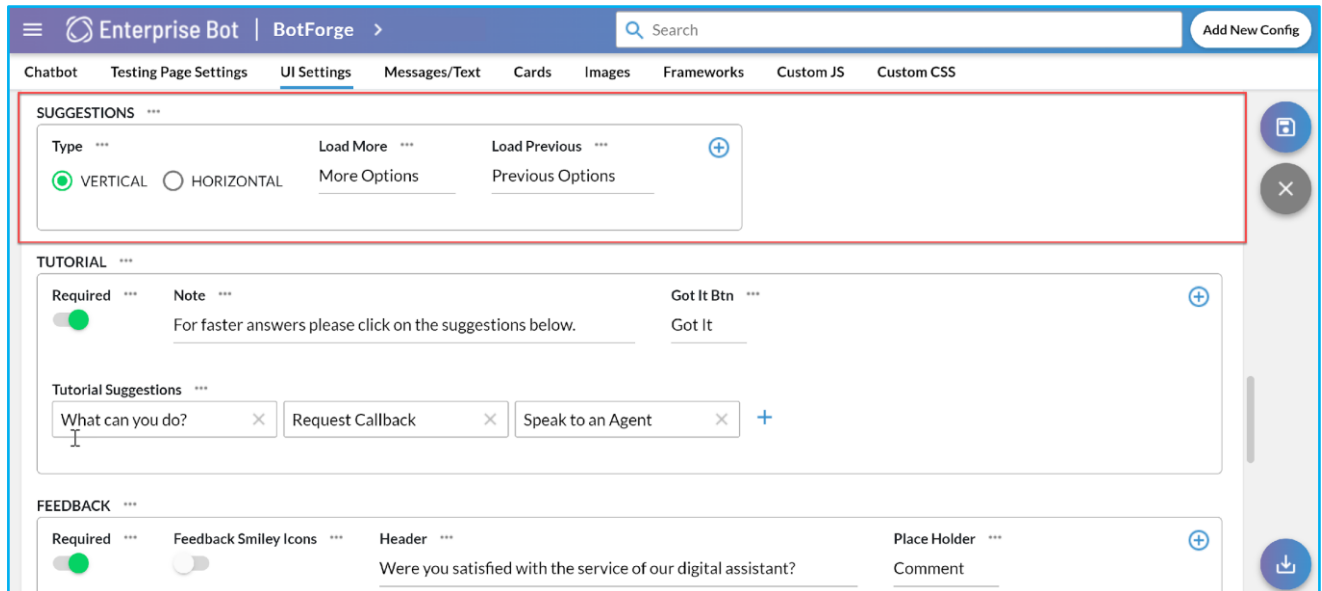 Enterprise Bot | BotForge > Search Add New Config
Chatbot Testing Page Settings UI Settings Messages/Text Cards Images Frameworks Custom JS Custom CSS
SUGGESTIONS
Type Load More Load Previous
VERTICAL HORIZONTAL More Options Previous Options
TUTORIAL
Required Note Got It Btn
For faster answers please click on the suggestions below. Got It
Tutorial Suggestions
What can you do? Request Callback Speak to an Agent
FEEDBACK
Required Feedback Smiley Icons Header Place Holder
Were you satisfied with the service of our digital assistant? Comment